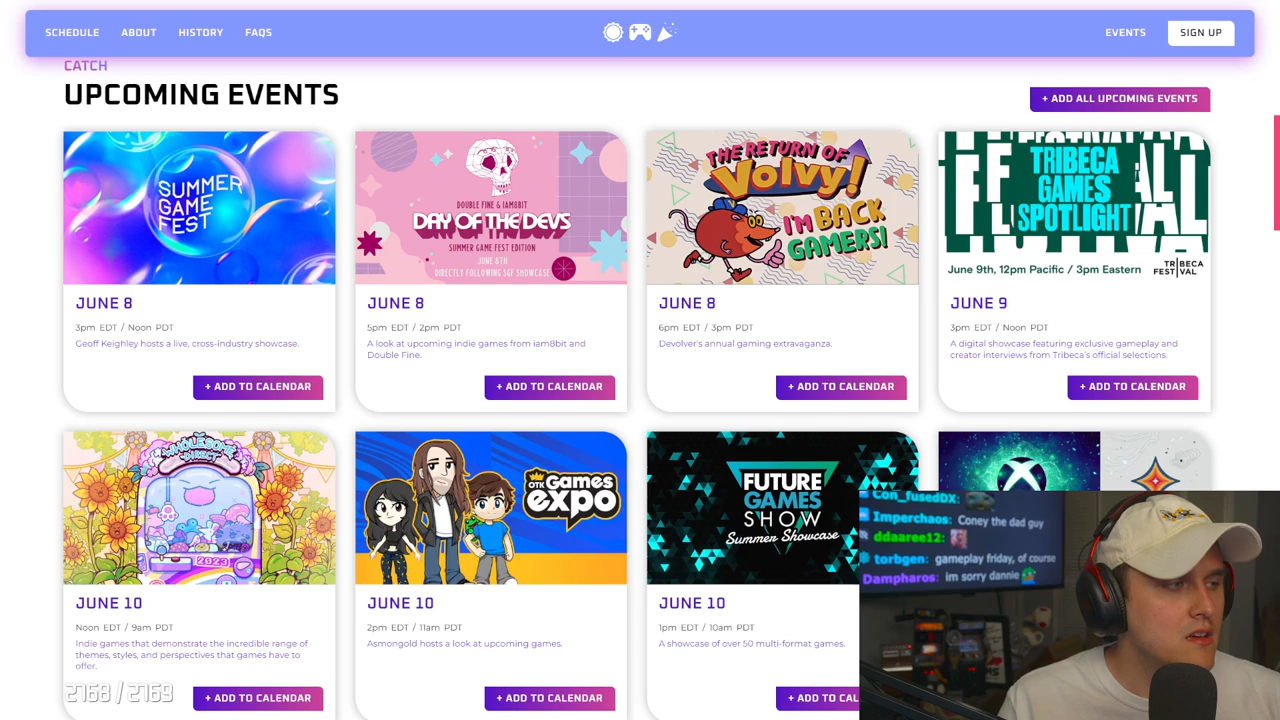 SCHEDULE ABOUT HISTORY FAQS EVENTS SIGN UP
CATCH
UPCOMING EVENTS
+ ADD ALL UPCOMING EVENTS
SUMMER
GAME
FEST
JUNE 8
3pm EDT / Noon PDT
Geoff Keighley hosts a live, cross-industry showcase.
+ ADD TO CALENDAR
DOUBLE FINE & IAM8BIT
DAY OF THE DEVS
SUMMER GAME FEST EDITION
JUNE 8TH
DIRECTLY FOLLOWING SGF SHOWCASE
JUNE 8
5pm EDT / 2pm PDT
A look at upcoming indie games from iam8bit and
Double Fine.
+ ADD TO CALENDAR
THE RETURN OF
Volvy!
I'M BACK
GAMERS!
JUNE 8
6pm EDT / 3pm PDT
Devolver's annual gaming extravaganza.
+ ADD TO CALENDAR
TRIBECA
GAMES
SPOTLIGHT
June 9th, 12pm Pacific / 3pm Eastern
TRIBECA
FESTIVAL
JUNE 9
3pm EDT / Noon PDT
A digital showcase featuring exclusive gameplay and
creator interviews from Tribeca's official selections.
+ ADD TO CALENDAR
WHOLESOME
DIRECT
2023
JUNE 10
Noon EDT / 9am PDT
Indie games that demonstrate the incredible range of
themes, styles, and perspectives that games have to
offer.
2768 / 2769
+ ADD TO CALENDAR
OTK Games
expo
JUNE 10
2pm EDT / 11am PDT
Asmongold hosts a look at upcoming games.
+ ADD TO CALENDAR
FUTURE
GAMES
SHOW
Summer Showcase
JUNE 10
1pm EDT / 10am PDT
A showcase of over 50 multi-format games.
+ ADD TO CAL
Con_fusedDX:
Imperchaos: Coney the dad guy
ddaaree12:
torbgen: gameplay friday, of course
Dampharos: im sorry dannie